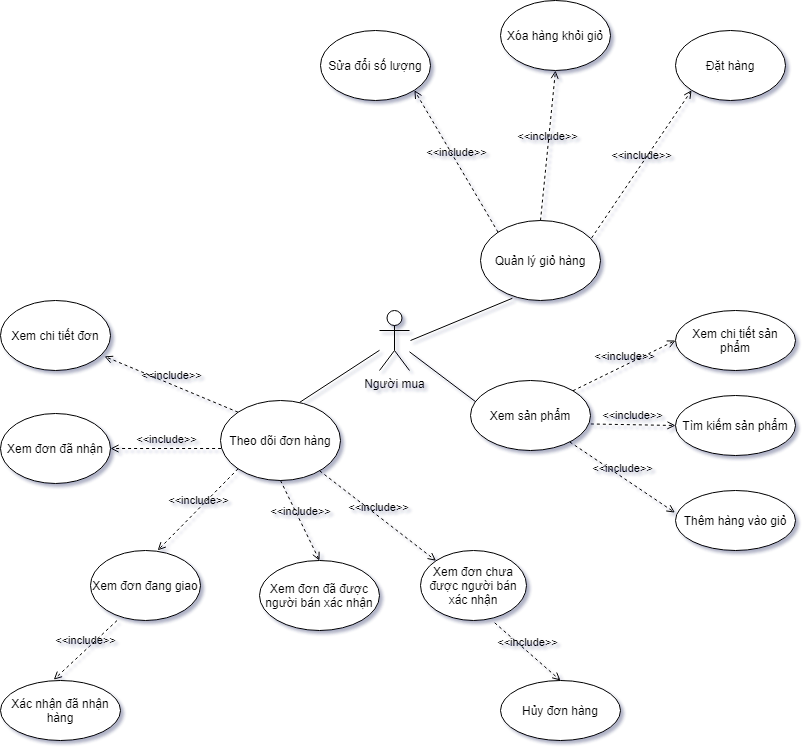 Xóa hàng khỏi giỏ
Sửa đổi số lượng
Đặt hàng
<<include>>
<<include>>
<<include>>
Quản lý giỏ hàng
Xem chi tiết đơn
Xem chi tiết sản
phẩm
<<include>>
<<include>>
Người mua
Xem sản phẩm
<<include>>
Tìm kiếm sản phẩm
Theo dõi đơn hàng
<<include>>
Xem đơn đã nhận
<<include>>
<<include>>
<<include>>
<<include>>
<<include>>
Thêm hàng vào giỏ
Xem đơn đang giao
Xem đơn đã được
người bán xác nhận
Xem đơn chưa
được người bán
xác nhận
<<include>>
<<include>>
Xác nhận đã nhận
hàng
Hủy đơn hàng